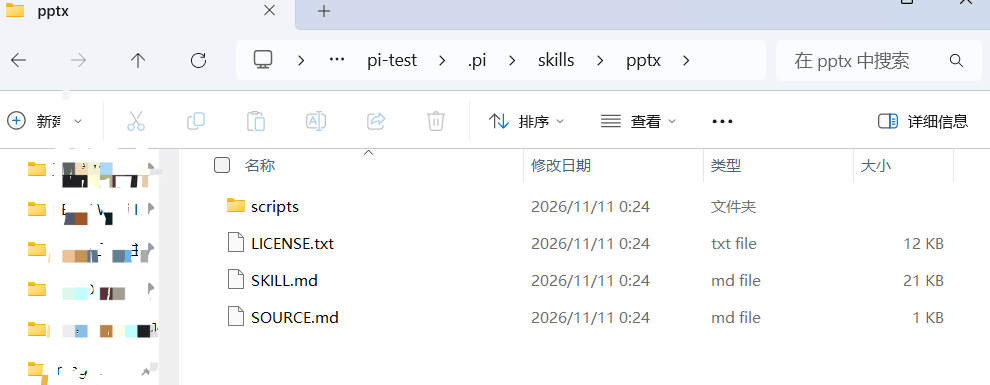 pptx
pi-test .pi skills pptx 在 pptx 中搜索
新建 排序 查看 详细信息
名称 修改日期 类型 大小
scripts 2026/11/11 0:24 文件夹
LICENSE.txt 2026/11/11 0:24 txt file 12 KB
SKILL.md 2026/11/11 0:24 md file 21 KB
SOURCE.md 2026/11/11 0:24 md file 1 KB